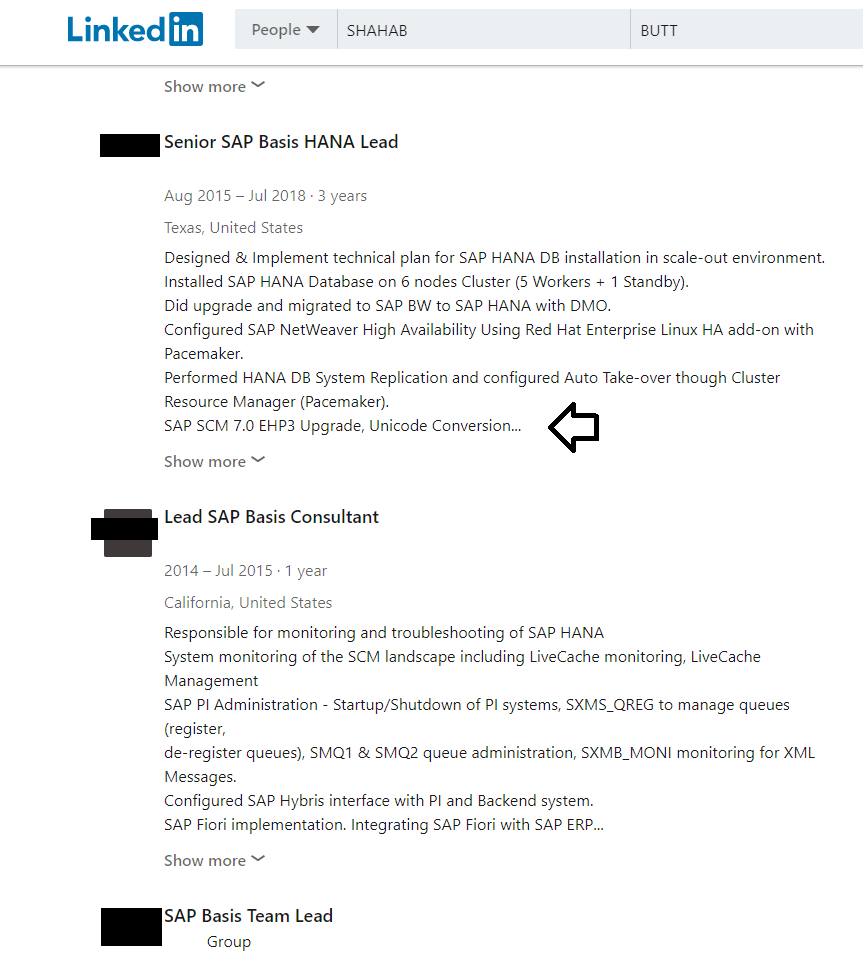 LinkedIn People SHAHAB BUTT
Show more
Senior SAP Basis HANA Lead
Aug 2015 – Jul 2018 · 3 years
Texas, United States
Designed & Implement technical plan for SAP HANA DB installation in scale-out environment.
Installed SAP HANA Database on 6 nodes Cluster (5 Workers + 1 Standby).
Did upgrade and migrated to SAP BW to SAP HANA with DMO.
Configured SAP NetWeaver High Availability Using Red Hat Enterprise Linux HA add-on with
Pacemaker.
Performed HANA DB System Replication and configured Auto Take-over though Cluster
Resource Manager (Pacemaker).
SAP SCM 7.0 EHP3 Upgrade, Unicode Conversion...
Show more
Lead SAP Basis Consultant
2014 – Jul 2015 · 1 year
California, United States
Responsible for monitoring and troubleshooting of SAP HANA
System monitoring of the SCM landscape including LiveCache monitoring, LiveCache
Management
SAP PI Administration - Startup/Shutdown of PI systems, SXMS_QREG to manage queues
(register,
de-register queues), SMQ1 & SMQ2 queue administration, SXMB_MONI monitoring for XML
Messages.
Configured SAP Hybris interface with PI and Backend system.
SAP Fiori implementation. Integrating SAP Fiori with SAP ERP...
Show more
SAP Basis Team Lead
Group